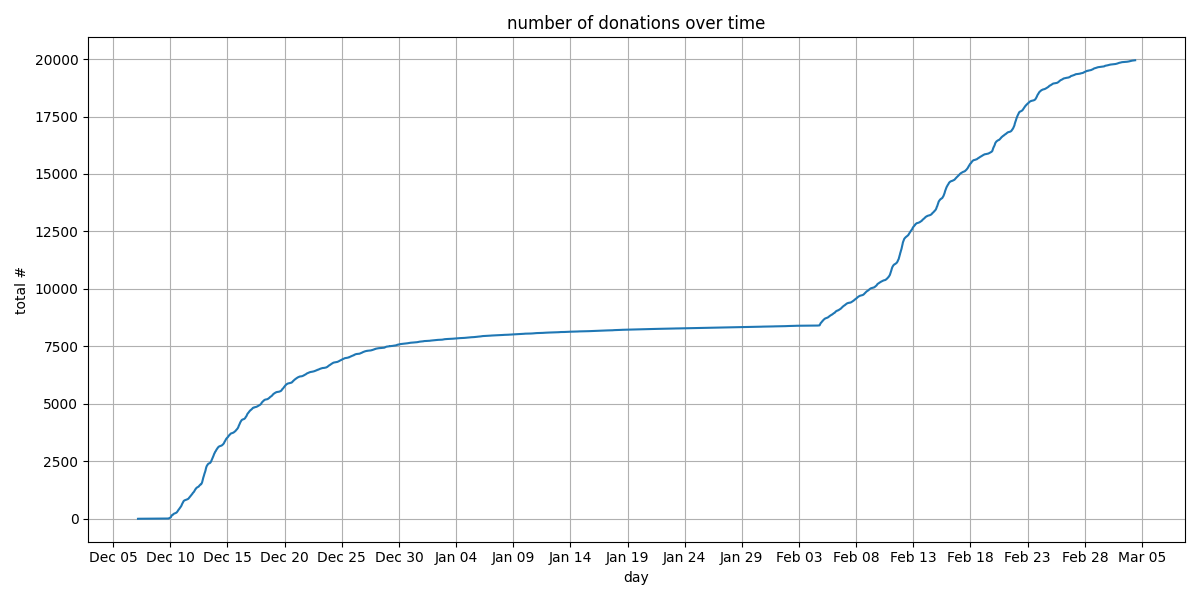 number of donations over time
total #
20000
17500
15000
12500
10000
7500
5000
2500
0
Dec 05 Dec 10 Dec 15 Dec 20 Dec 25 Dec 30 Jan 04 Jan 09 Jan 14 Jan 19 Jan 24 Jan 29 Feb 03 Feb 08 Feb 13 Feb 18 Feb 23 Feb 28 Mar 05
day